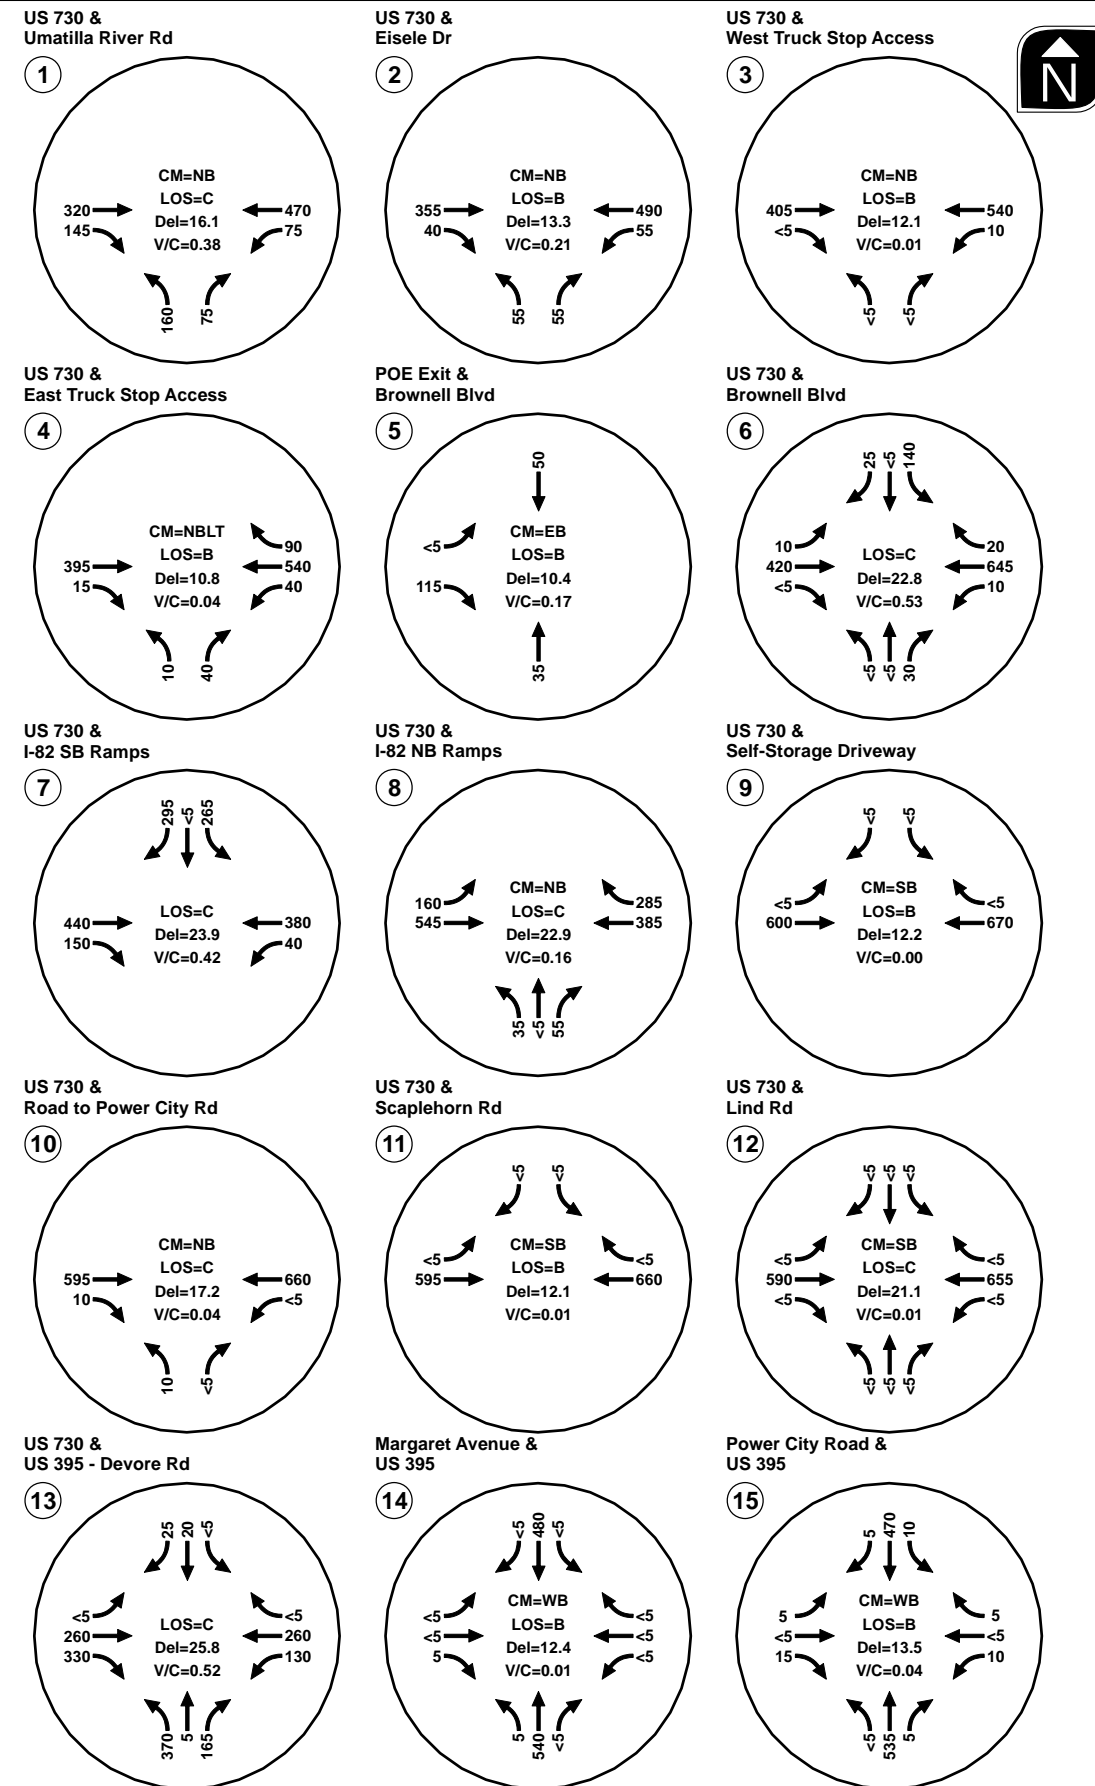 US 730 &
Umatilla River Rd
1
CM=NB
LOS=C
Del=16.1
V/C=0.38
320
145
470
75
160
75
US 730 &
Eisele Dr
2
CM=NB
LOS=B
Del=13.3
V/C=0.21
355
40
490
55
55
55
US 730 &
West Truck Stop Access
3
CM=NB
LOS=B
Del=12.1
V/C=0.01
405
<5
540
10
<5
<5
N
US 730 &
East Truck Stop Access
4
CM=NBLT
LOS=B
Del=10.8
V/C=0.04
395
15
90
540
40
10
40
POE Exit &
Brownell Blvd
5
50
CM=EB
LOS=B
Del=10.4
V/C=0.17
<5
115
35
US 730 &
Brownell Blvd
6
25
<5
140
LOS=C
Del=22.8
V/C=0.53
10
420
<5
20
645
10
<5
<5
30
US 730 &
I-82 SB Ramps
7
295
<5
265
LOS=C
Del=23.9
V/C=0.42
440
150
380
40
US 730 &
I-82 NB Ramps
8
CM=NB
LOS=C
Del=22.9
V/C=0.16
160
545
285
385
35
<5
55
US 730 &
Self-Storage Driveway
9
<5
<5
CM=SB
LOS=B
Del=12.2
V/C=0.00
<5
600
<5
670
US 730 &
Road to Power City Rd
10
CM=NB
LOS=C
Del=17.2
V/C=0.04
595
10
660
<5
10
<5
US 730 &
Scaplehorn Rd
11
<5
<5
CM=SB
LOS=B
Del=12.1
V/C=0.01
<5
595
<5
660
US 730 &
Lind Rd
12
<5
<5
<5
CM=SB
LOS=C
Del=21.1
V/C=0.01
<5
590
<5
<5
655
<5
<5
<5
<5
US 730 &
US 395 - Devore Rd
13
25
20
<5
LOS=C
Del=25.8
V/C=0.52
<5
260
330
<5
260
130
370
5
165
Margaret Avenue &
US 395
14
<5
480
<5
CM=WB
LOS=B
Del=12.4
V/C=0.01
<5
<5
5
<5
<5
<5
5
540
<5
Power City Road &
US 395
15
5
470
10
CM=WB
LOS=B
Del=13.5
V/C=0.04
5
<5
15
5
<5
10
<5
535
5